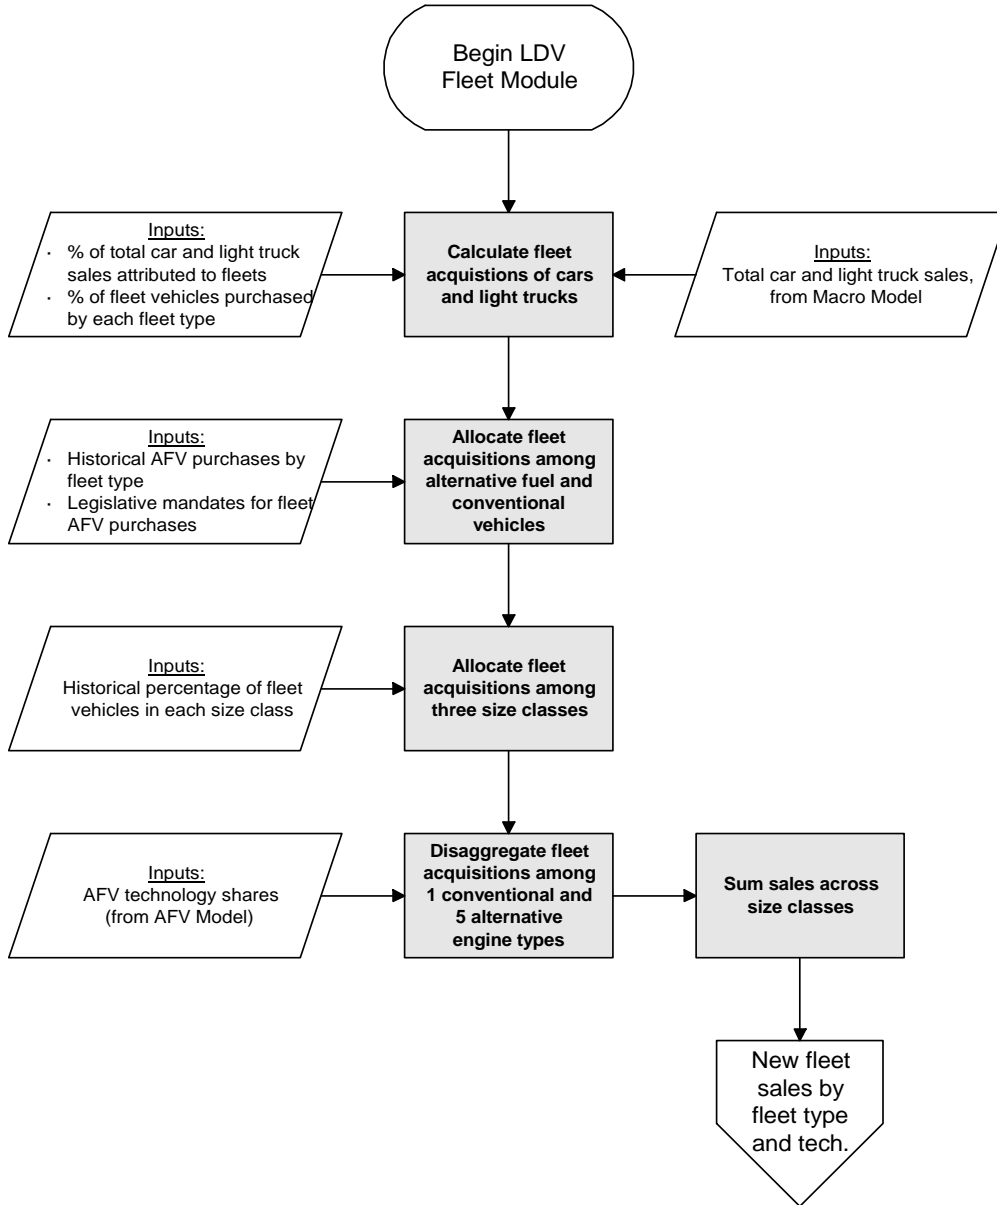 Begin LDV
Fleet Module
Inputs:
· % of total car and light truck
sales attributed to fleets
· % of fleet vehicles purchased
by each fleet type
Calculate fleet
acquistions of cars
and light trucks
Inputs:
Total car and light truck sales,
from Macro Model
Inputs:
· Historical AFV purchases by
fleet type
· Legislative mandates for fleet
AFV purchases
Allocate fleet
acquisitions among
alternative fuel and
conventional
vehicles
Inputs:
Historical percentage of fleet
vehicles in each size class
Allocate fleet
acquisitions among
three size classes
Inputs:
AFV technology shares
(from AFV Model)
Disaggregate fleet
acquisitions among
1 conventional and
5 alternative
engine types
Sum sales across
size classes
New fleet
sales by
fleet type
and tech.